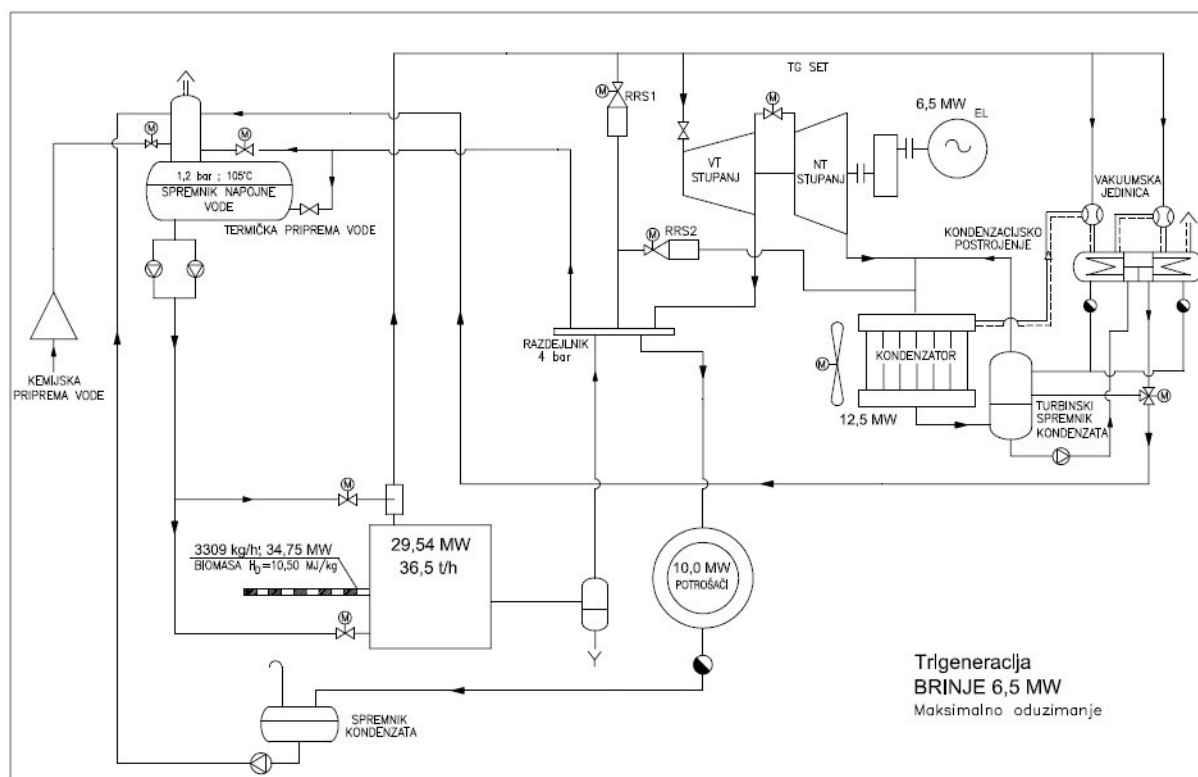 TG SET
M
RRS1
M
6,5 MW
EL
M
M
VT
STUPANJ
NT
STUPANJ
1,2 bar ; 105°C
SPREMNIK NAPOJNE
VODE
VAKUUMSKA
JEDINICA
TERMIČKA PRIPREMA VODE
M
RRS2
KONDENZACIJSKO
POSTROJENJE
RAZDJELNIK
4 bar
KONDENZATOR
M
KEMIJSKA
PRIPREMA VODE
12,5 MW
TURBINSKI
SPREMNIK
KONDENZATA
M
M
3309 kg/h; 34,75 MW
BIOMASA H_D=10,50 MJ/kg
29,54 MW
36,5 t/h
10,0 MW
POTROŠAČI
M
SPREMNIK
KONDENZATA
Trigeneracija
BRINJE 6,5 MW
Maksimalno oduzimanje